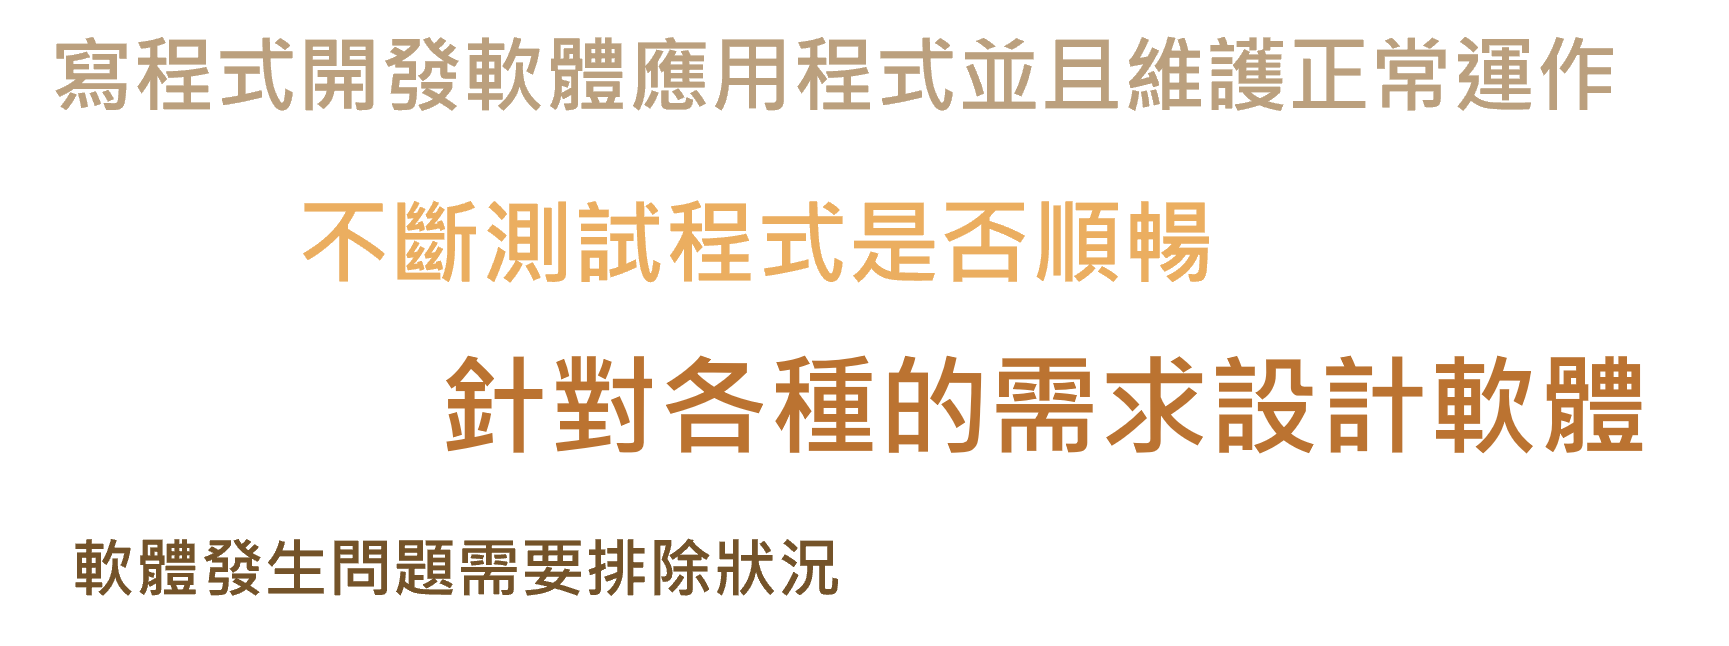 寫程式開發軟體應用程式並且維護正常運作
不斷測試程式是否順暢
針對各種的需求設計軟體
軟體發生問題需要排除狀況